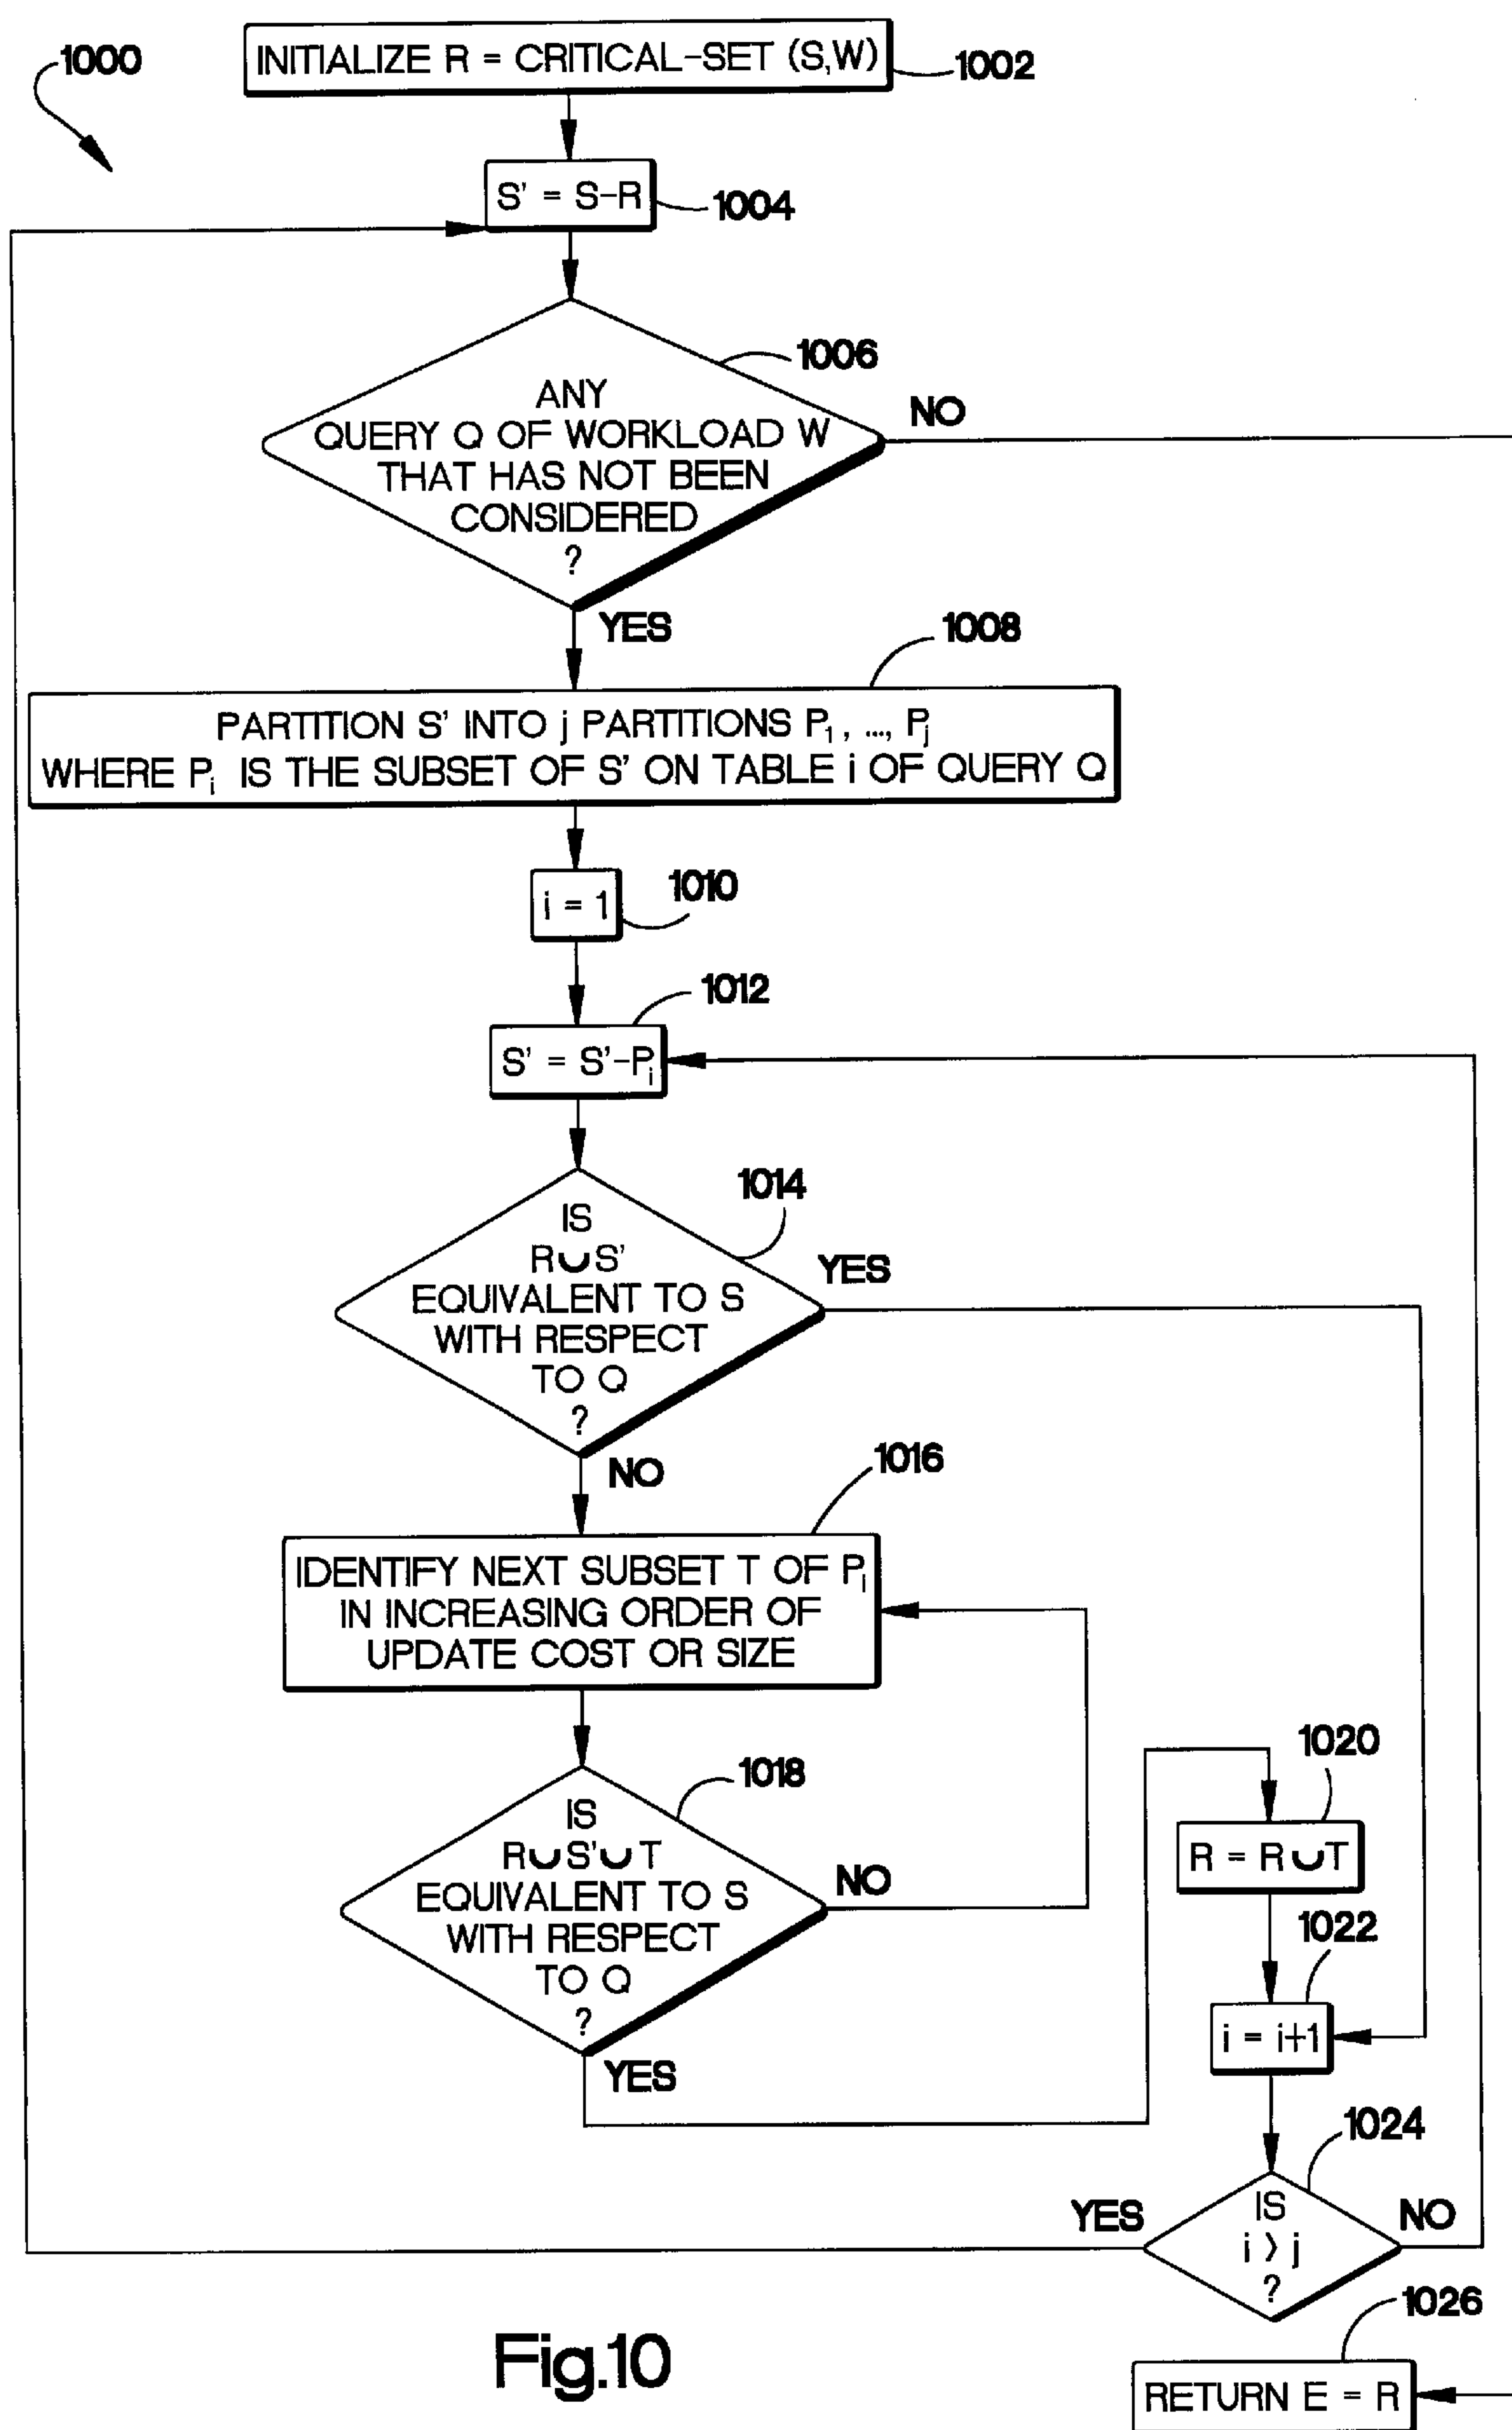 1000
INITIALIZE R = CRITICAL-SET (S,W)
1002
S' = S-R
1004
1006
ANY
QUERY Q OF WORKLOAD W
THAT HAS NOT BEEN
CONSIDERED
?
NO
YES
1008
PARTITION S' INTO j PARTITIONS P1, ..., Pj
WHERE Pi IS THE SUBSET OF S' ON TABLE i OF QUERY Q
i = 1
1010
1012
S' = S'-Pi
1014
IS
R∪S'
EQUIVALENT TO S
WITH RESPECT
TO Q
?
YES
NO
1016
IDENTIFY NEXT SUBSET T OF Pi
IN INCREASING ORDER OF
UPDATE COST OR SIZE
1018
IS
R∪S'∪T
EQUIVALENT TO S
WITH RESPECT
TO Q
?
NO
YES
1020
R = R∪T
1022
i = i+1
1024
IS
i > j
?
YES
NO
1026
RETURN E = R
Fig.10